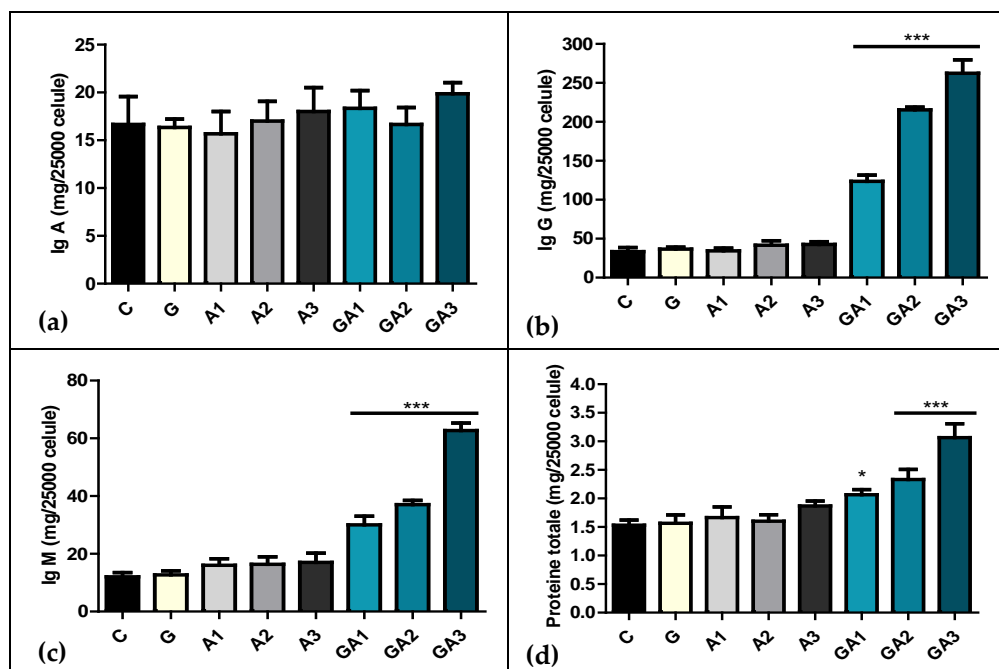 Ig A (mg/25000 celule)
25
20
15
10
5
0
C G A1 A2 A3 GA1 GA2 GA3
(a)
Ig G (mg/25000 celule)
300
250
200
150
100
50
0
***
C G A1 A2 A3 GA1 GA2 GA3
(b)
Ig M (mg/25000 celule)
80
60
40
20
0
***
C G A1 A2 A3 GA1 GA2 GA3
(c)
Proteine totale (mg/25000 celule)
4.0
3.5
3.0
2.5
2.0
1.5
1.0
0.5
0.0
***
*
C G A1 A2 A3 GA1 GA2 GA3
(d)